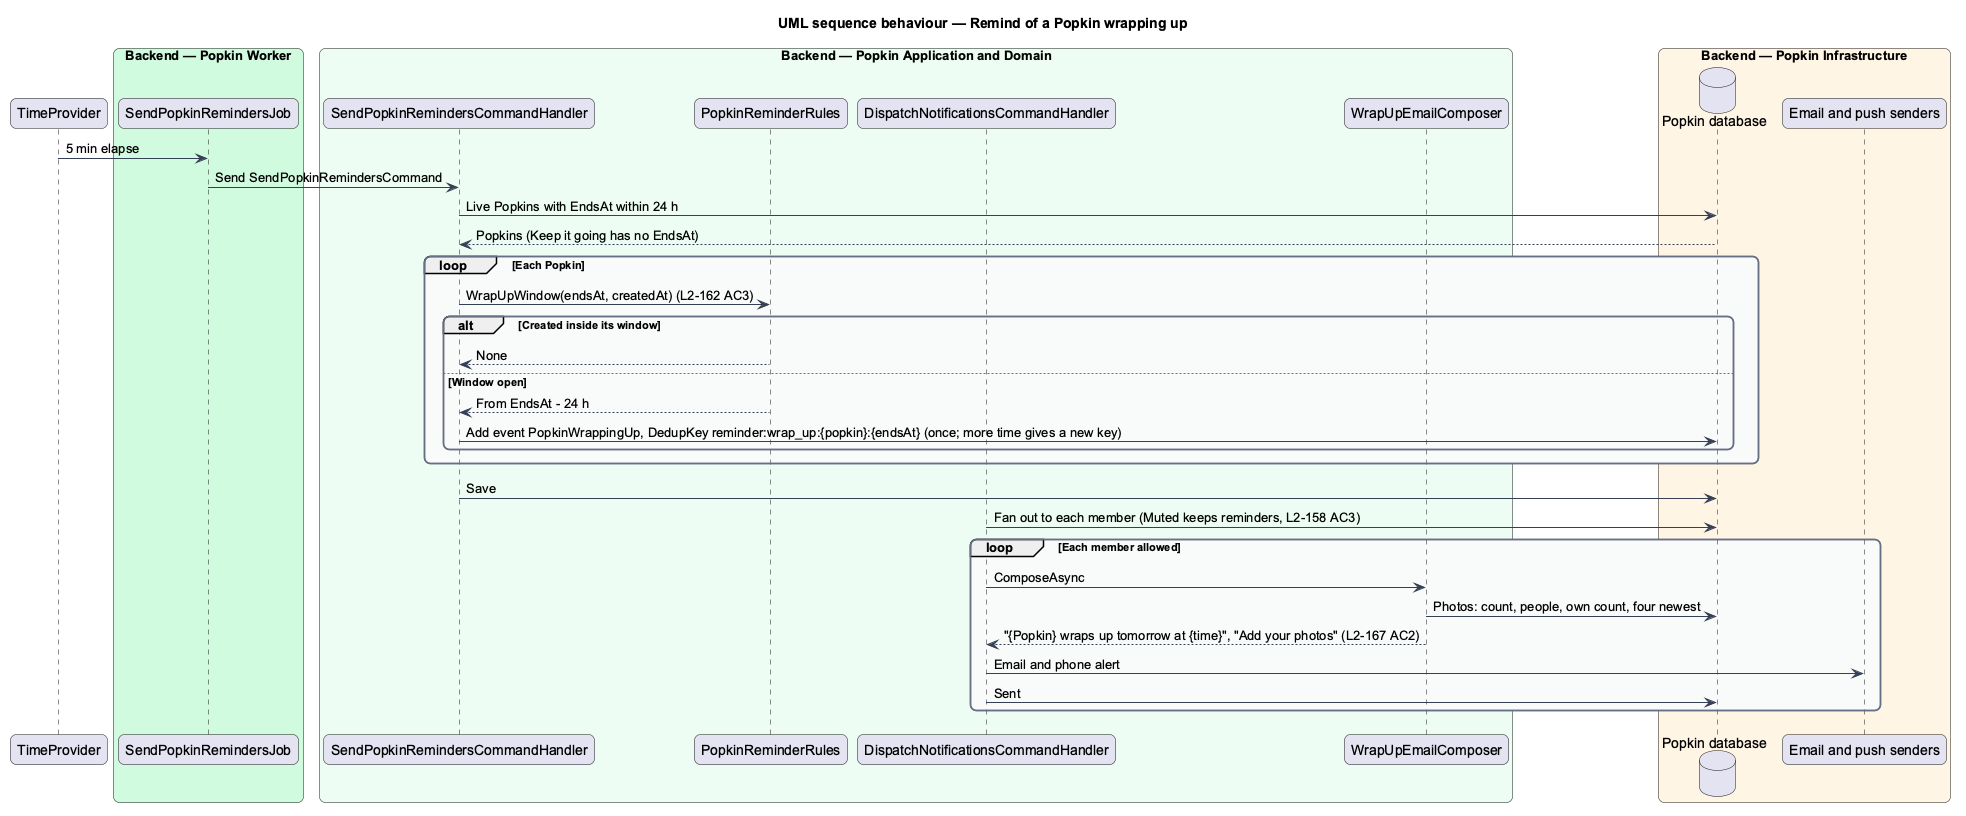 UML sequence behaviour — Remind of a Popkin wrapping up
Backend — Popkin Worker
Backend — Popkin Application and Domain
Backend — Popkin Infrastructure
TimeProvider
SendPopkinRemindersJob
SendPopkinRemindersCommandHandler
PopkinReminderRules
DispatchNotificationsCommandHandler
WrapUpEmailComposer
Popkin database
Email and push senders
5 min elapse
Send SendPopkinRemindersCommand
Live Popkins with EndsAt within 24 h
Popkins (Keep it going has no EndsAt)
loop [Each Popkin]
WrapUpWindow(endsAt, createdAt) (L2-162 AC3)
alt [Created inside its window]
None
[Window open]
From EndsAt - 24 h
Add event PopkinWrappingUp, DedupKey reminder:wrap_up:{popkin}:{endsAt} (once; more time gives a new key)
Save
Fan out to each member (Muted keeps reminders, L2-158 AC3)
loop [Each member allowed]
ComposeAsync
Photos: count, people, own count, four newest
"{Popkin} wraps up tomorrow at {time}", "Add your photos" (L2-167 AC2)
Email and phone alert
Sent
TimeProvider
SendPopkinRemindersJob
SendPopkinRemindersCommandHandler
PopkinReminderRules
DispatchNotificationsCommandHandler
WrapUpEmailComposer
Popkin database
Email and push senders